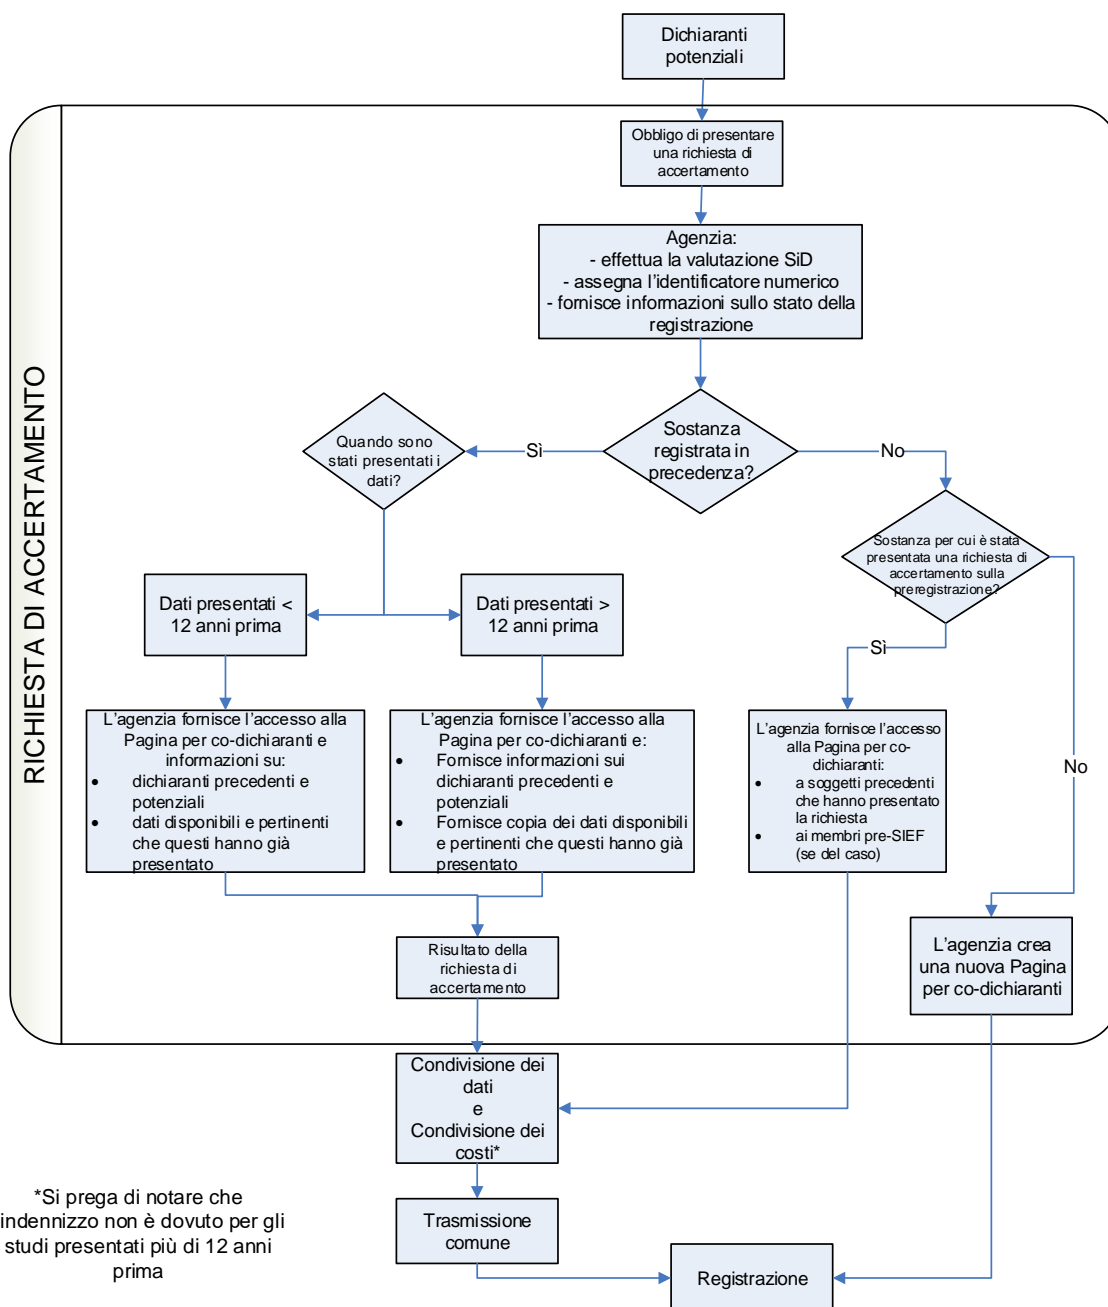 Dichiaranti
potenziali
Obbligo di presentare
una richiesta di
accertamento
Agenzia:
- effettua la valutazione SiD
- assegna l'identificatore numerico
- fornisce informazioni sullo stato della
registrazione
RICHIESTA DI ACCERTAMENTO
Quando sono
stati presentati i
dati?
Sì
Sostanza
registrata in
precedenza?
No
Sostanza per cui è stata
presentata una richiesta di
accertamento sulla
preregistrazione?
Dati presentati <
12 anni prima
Dati presentati >
12 anni prima
Sì
No
L'agenzia fornisce l'accesso alla
Pagina per co-dichiaranti e
informazioni su:
• dichiaranti precedenti e
potenziali
• dati disponibili e pertinenti
che questi hanno già
presentato
L'agenzia fornisce l'accesso alla
Pagina per co-dichiaranti e:
• Fornisce informazioni sui
dichiaranti precedenti e
potenziali
• Fornisce copia dei dati disponibili
e pertinenti che questi hanno già
presentato
L'agenzia fornisce l'accesso
alla Pagina per co-
dichiaranti:
• a soggetti precedenti
che hanno presentato
la richiesta
• ai membri pre-SIEF
(se del caso)
L'agenzia crea
una nuova Pagina
per co-dichiaranti
Risultato della
richiesta di
accertamento
Condivisione dei
dati
e
Condivisione dei
costi*
*Si prega di notare che
indennizzo non è dovuto per gli
studi presentati più di 12 anni
prima
Trasmissione
comune
Registrazione